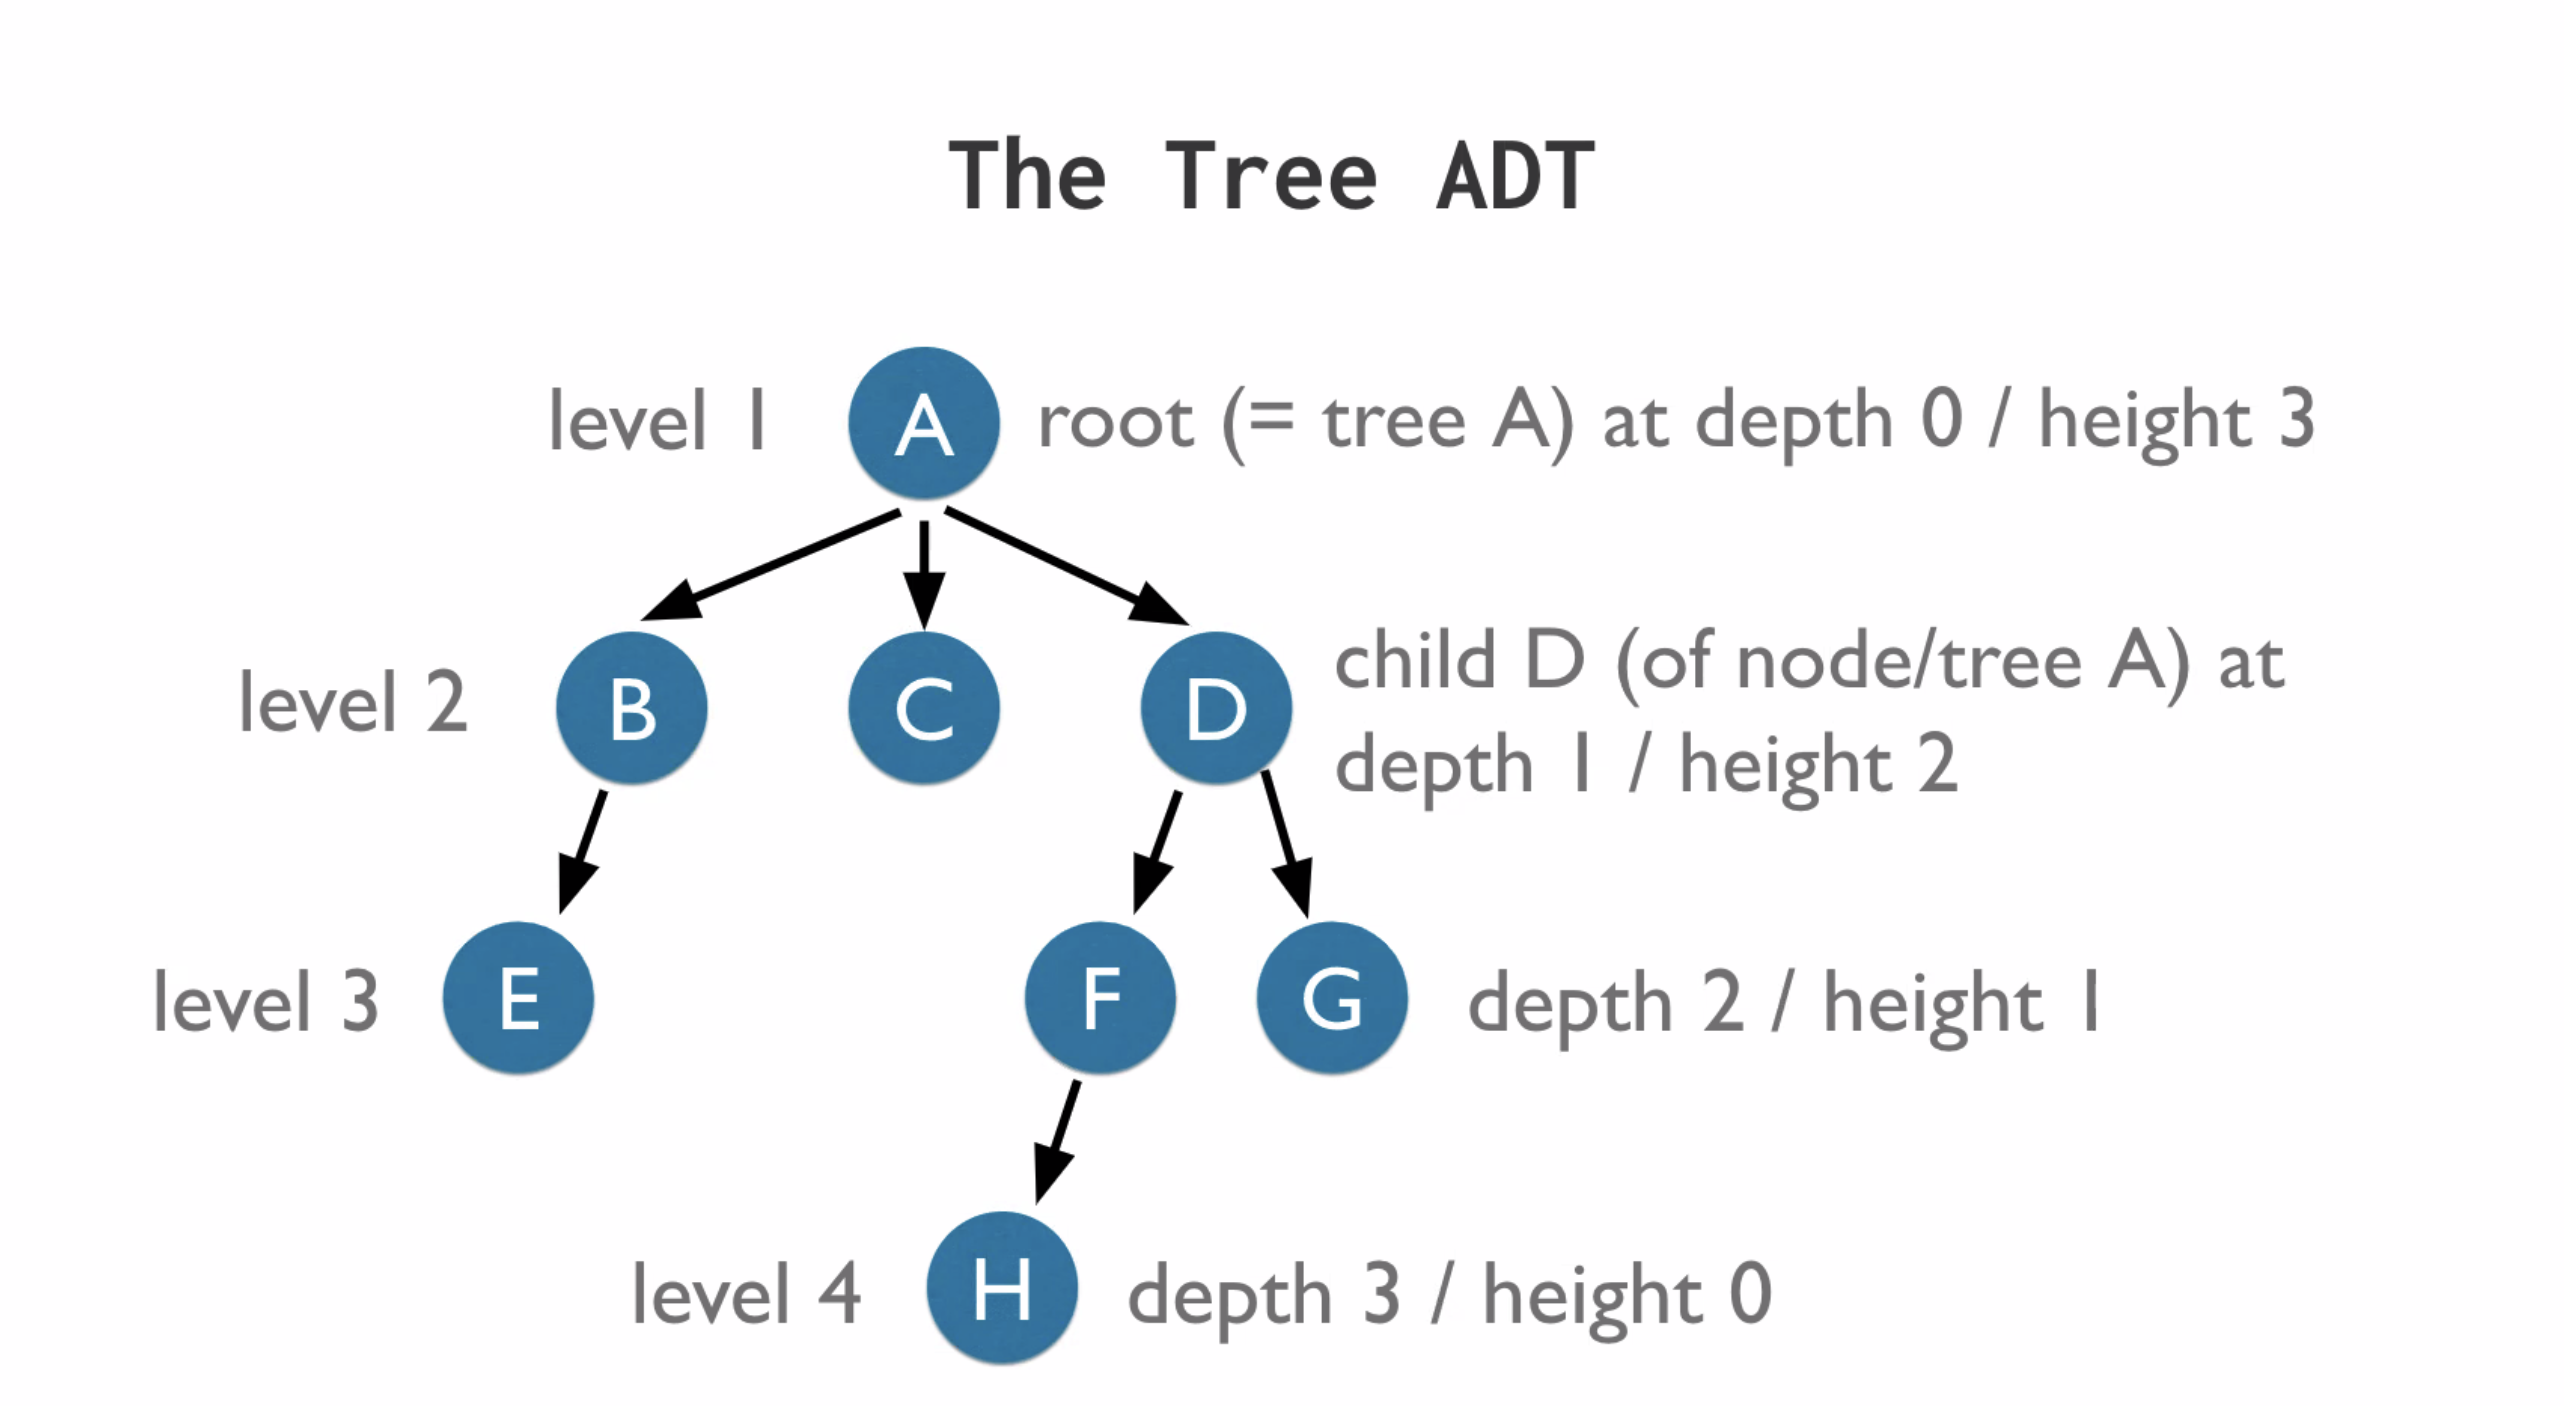 The Tree ADT
level 1 A root (= tree A) at depth 0 / height 3
level 2 B C D child D (of node/tree A) at
depth 1 / height 2
level 3 E F G depth 2 / height 1
level 4 H depth 3 / height 0